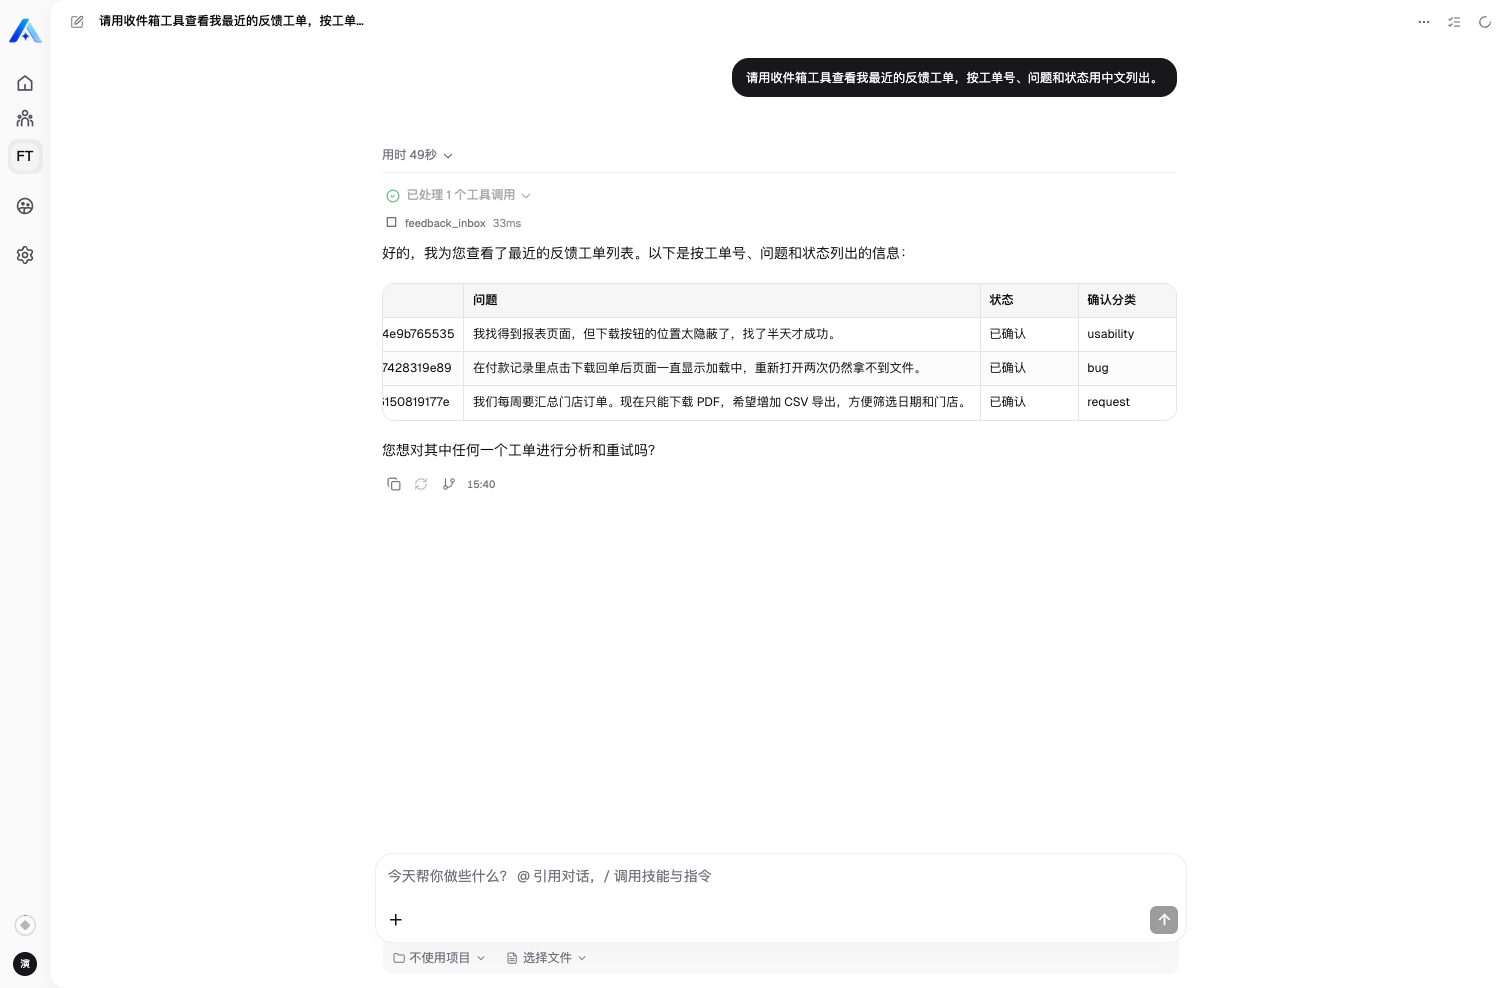 请用收件箱工具查看我最近的反馈工单，按工单...
FT
请用收件箱工具查看我最近的反馈工单，按工单号、问题和状态用中文列出。
用时 49秒
已处理 1 个工具调用
feedback_inbox 33ms
好的，我为您查看了最近的反馈工单列表。以下是按工单号、问题和状态列出的信息：
问题 状态 确认分类
4e9b765535 我找得到报表页面，但下载按钮的位置太隐蔽了，找了半天才成功。 已确认 usability
7428319e89 在付款记录里点击下载回单后页面一直显示加载中，重新打开两次仍然拿不到文件。 已确认 bug
150819177e 我们每周要汇总门店订单。现在只能下载 PDF，希望增加 CSV 导出，方便筛选日期和门店。 已确认 request
您想对其中任何一个工单进行分析和重试吗？
15:40
今天帮你做些什么？ @ 引用对话，/ 调用技能与指令
不使用项目 选择文件
演